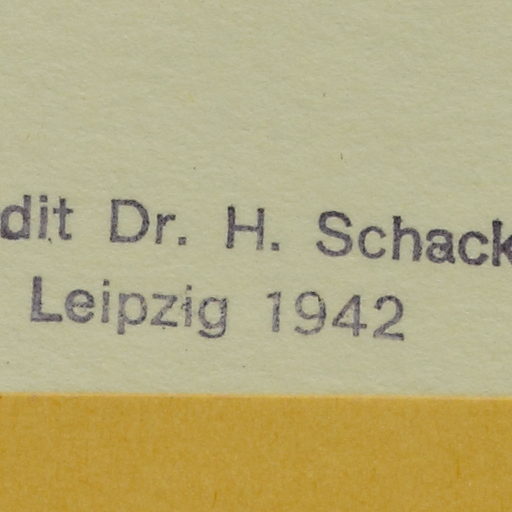 dit Dr. H. Schack
Leipzig 1942